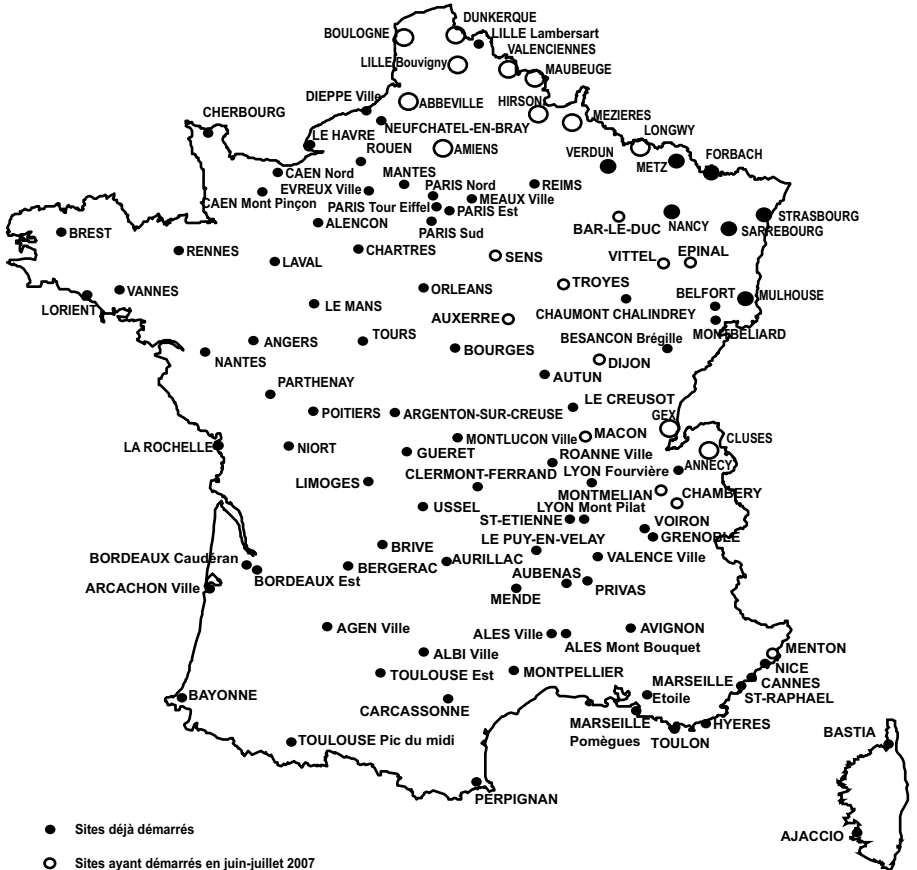 DUNKERQUE
BOULOGNE
LILLE Lambersart
VALENCIENNES
LILLE Bouvigny
MAUBEUGE
DIEPPE Ville
ABBEVILLE
HIRSON
CHERBOURG
NEUFCHATEL-EN-BRAY
MEZIERES
LE HAVRE
LONGWY
ROUEN
AMIENS
VERDUN
FORBACH
METZ
CAEN Nord
MANTES
PARIS Nord
REIMS
EVREUX Ville
MEAUX Ville
CAEN Mont Pinçon
PARIS Tour Eiffel
PARIS Est
STRASBOURG
ALENCON
PARIS Sud
BAR-LE-DUC
NANCY
SARREBOURG
BREST
RENNES
CHARTRES
SENS
VITTEL
EPINAL
LAVAL
TROYES
VANNES
ORLEANS
BELFORT
MULHOUSE
LORIENT
LE MANS
CHAUMONT CHALINDREY
AUXERRE
MONTBELIARD
ANGERS
TOURS
BESANCON Brégille
NANTES
BOURGES
DIJON
AUTUN
PARTHENAY
LE CREUSOT
POITIERS
ARGENTON-SUR-CREUSE
GEX
LA ROCHELLE
NIORT
MONTLUCON Ville
MACON
CLUSES
GUERET
ROANNE Ville
CLERMONT-FERRAND
LYON Fourvière
ANNECY
LIMOGES
MONTMELIAN
CHAMBERY
USSEL
LYON Mont Pilat
ST-ETIENNE
VOIRON
LE PUY-EN-VELAY
GRENOBLE
BRIVE
BORDEAUX Caudéran
AURILLAC
VALENCE Ville
BERGERAC
BORDEAUX Est
AUBENAS
ARCACHON Ville
PRIVAS
MENDE
AGEN Ville
ALES Ville
AVIGNON
ALES Mont Bouquet
MENTON
ALBI Ville
NICE
TOULOUSE Est
MONTPELLIER
MARSEILLE
Etoile
CANNES
BAYONNE
ST-RAPHAEL
CARCASSONNE
MARSEILLE
Pomègues
HYERES
BASTIA
TOULOUSE Pic du midi
TOULON
PERPIGNAN
Sites déjà démarrés
AJACCIO
Sites ayant démarrés en juin-juillet 2007